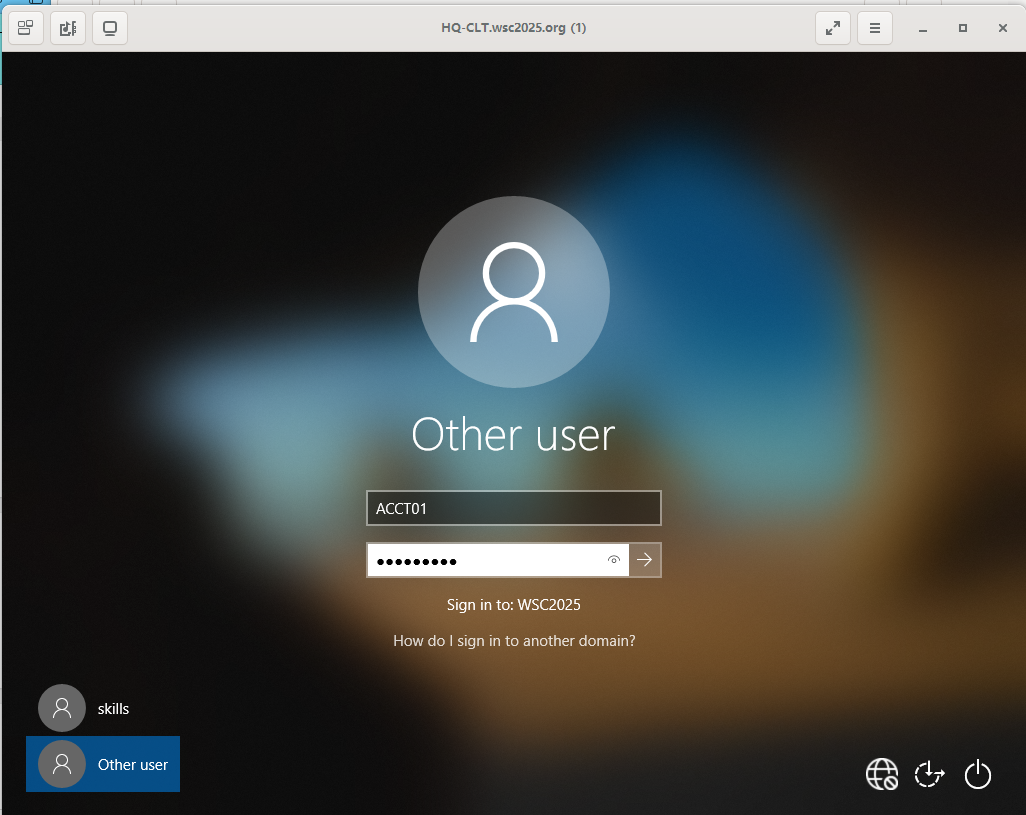 HQ-CLT.wsc2025.org (1)
Other user
ACCT01
Sign in to: WSC2025
How do I sign in to another domain?
skills
Other user